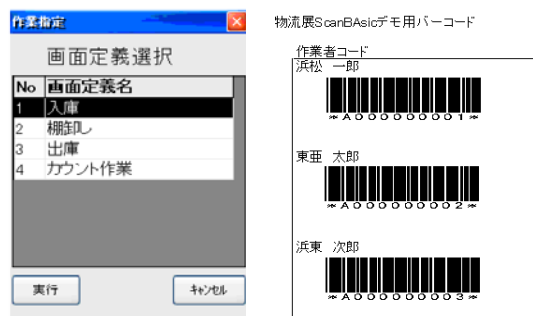 作業指定
画面定義選択
No 画面定義名
1 入庫
2 棚卸し
3 出庫
4 カウント作業
実行 キャンセル
物流展ScanBAsicデモ用バーコード
作業者コード
浜松 一郎
*A000000001*
東亜 太郎
*A000000002*
浜東 次郎
*A000000003*